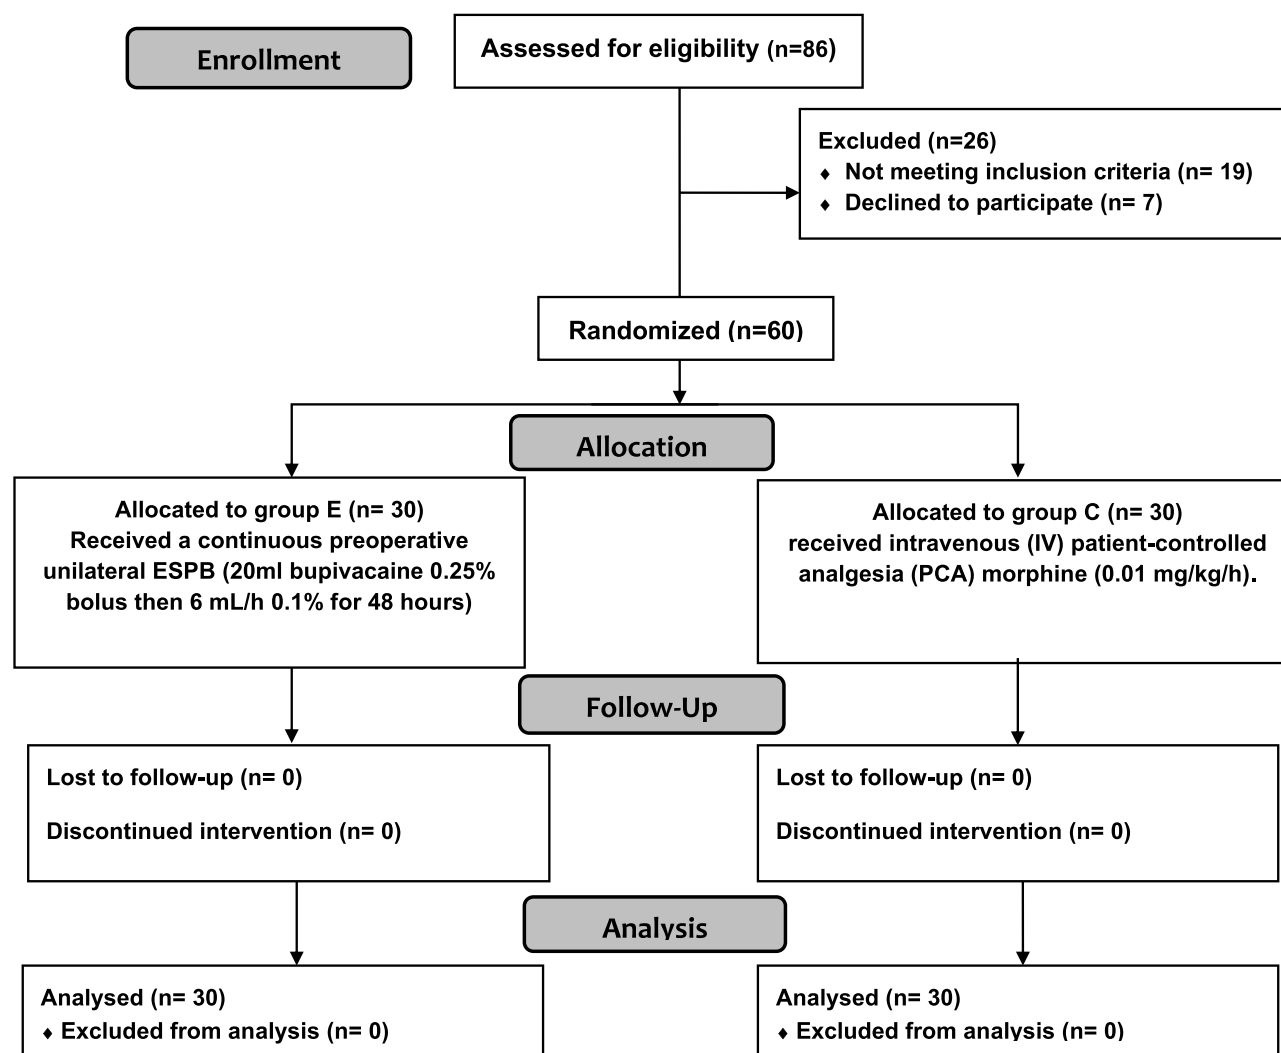 Enrollment
Assessed for eligibility (n=86)
Excluded (n=26)
♦ Not meeting inclusion criteria (n= 19)
♦ Declined to participate (n= 7)
Randomized (n=60)
Allocation
Allocated to group E (n= 30)
Received a continuous preoperative
unilateral ESPB (20ml bupivacaine 0.25%
bolus then 6 mL/h 0.1% for 48 hours)
Allocated to group C (n= 30)
received intravenous (IV) patient-controlled
analgesia (PCA) morphine (0.01 mg/kg/h).
Follow-Up
Lost to follow-up (n= 0)
Discontinued intervention (n= 0)
Lost to follow-up (n= 0)
Discontinued intervention (n= 0)
Analysis
Analysed (n= 30)
♦ Excluded from analysis (n= 0)
Analysed (n= 30)
♦ Excluded from analysis (n= 0)